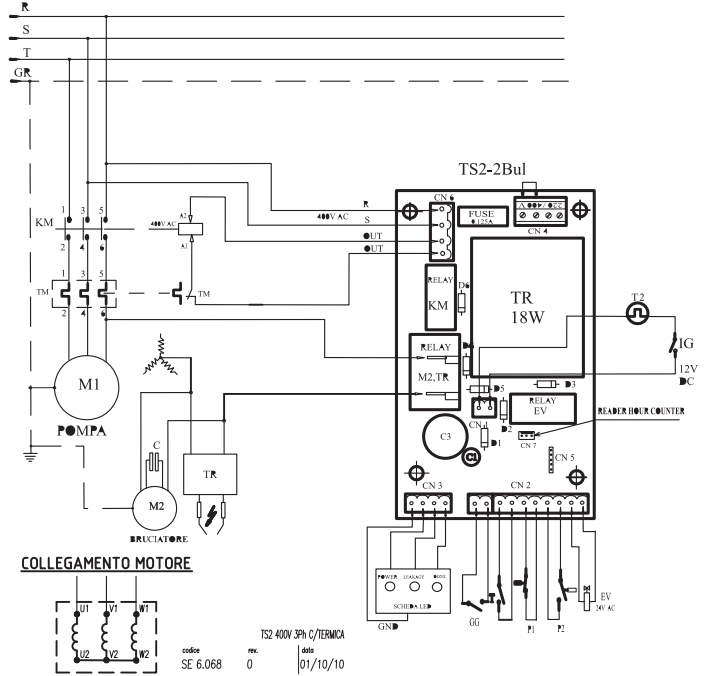 R
S
T
GR
TS2-2Bul
R
400V AC
S
OUT
OUT
CN 6
FUSE
0.125A
220/400 V
CN 4
1 3 5
KM
2 4 6
A2
400V AC
A1
1 3 5
TM
2 4 6
TM
RELAY
KM
D6
TR
18W
T2
IG
12V
DC
RELAY
M2,TR
D5
D3
RELAY
EV
D2
READER HOUR COUNTER
CN 7
CN
D1
C3
C1
CN 5
M1
POMPA
C
TR
M2
BRUCIATORE
CN 3
CN 2
POWER LEAKAGE
SCHEDA LED
GND
GG
P1
P2
EV
24V AC
COLLEGAMENTO MOTORE
U1 V1 W1
U2 V2 W2
TS2 400V 3Ph C/TERMICA
codice rev. data
SE 6.068 0 01/10/10